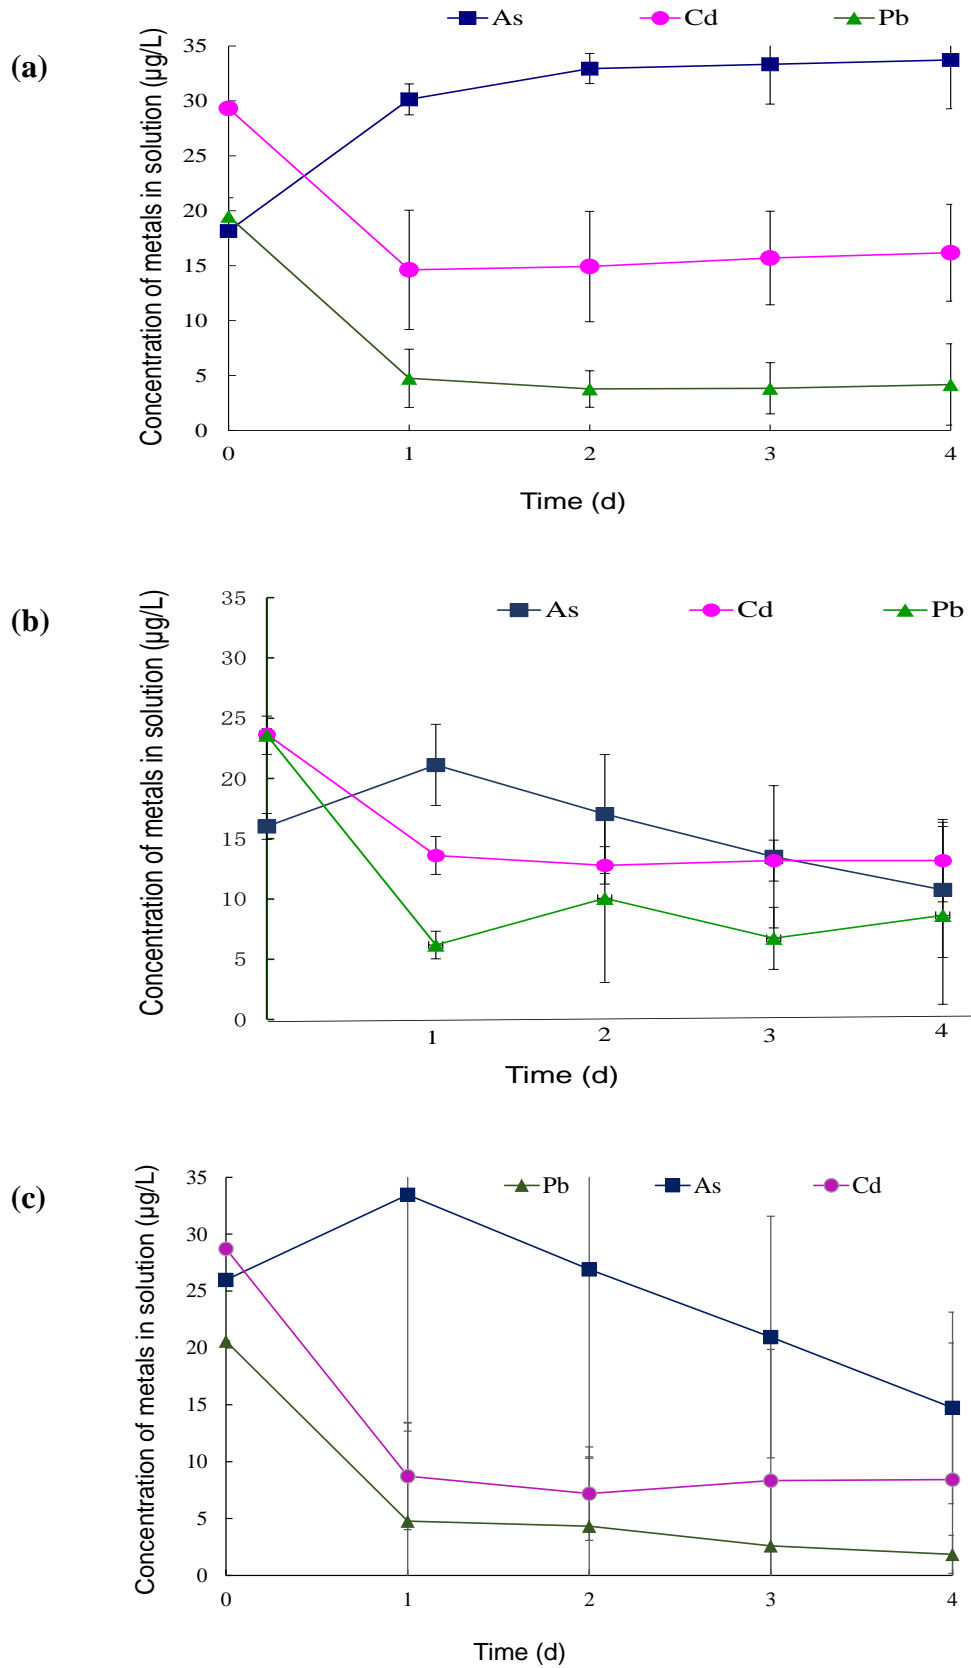 As Cd Pb
(a)
Concentration of metals in solution (µg/L)
35
30
25
20
15
10
5
0
0 1 2 3 4
Time (d)
(b)
Concentration of metals in solution (µg/L)
As Cd Pb
35
30
25
20
15
10
5
0
1 2 3 4
Time (d)
(c)
Concentration of metals in solution (µg/L)
Pb As Cd
35
30
25
20
15
10
5
0
0 1 2 3 4
Time (d)